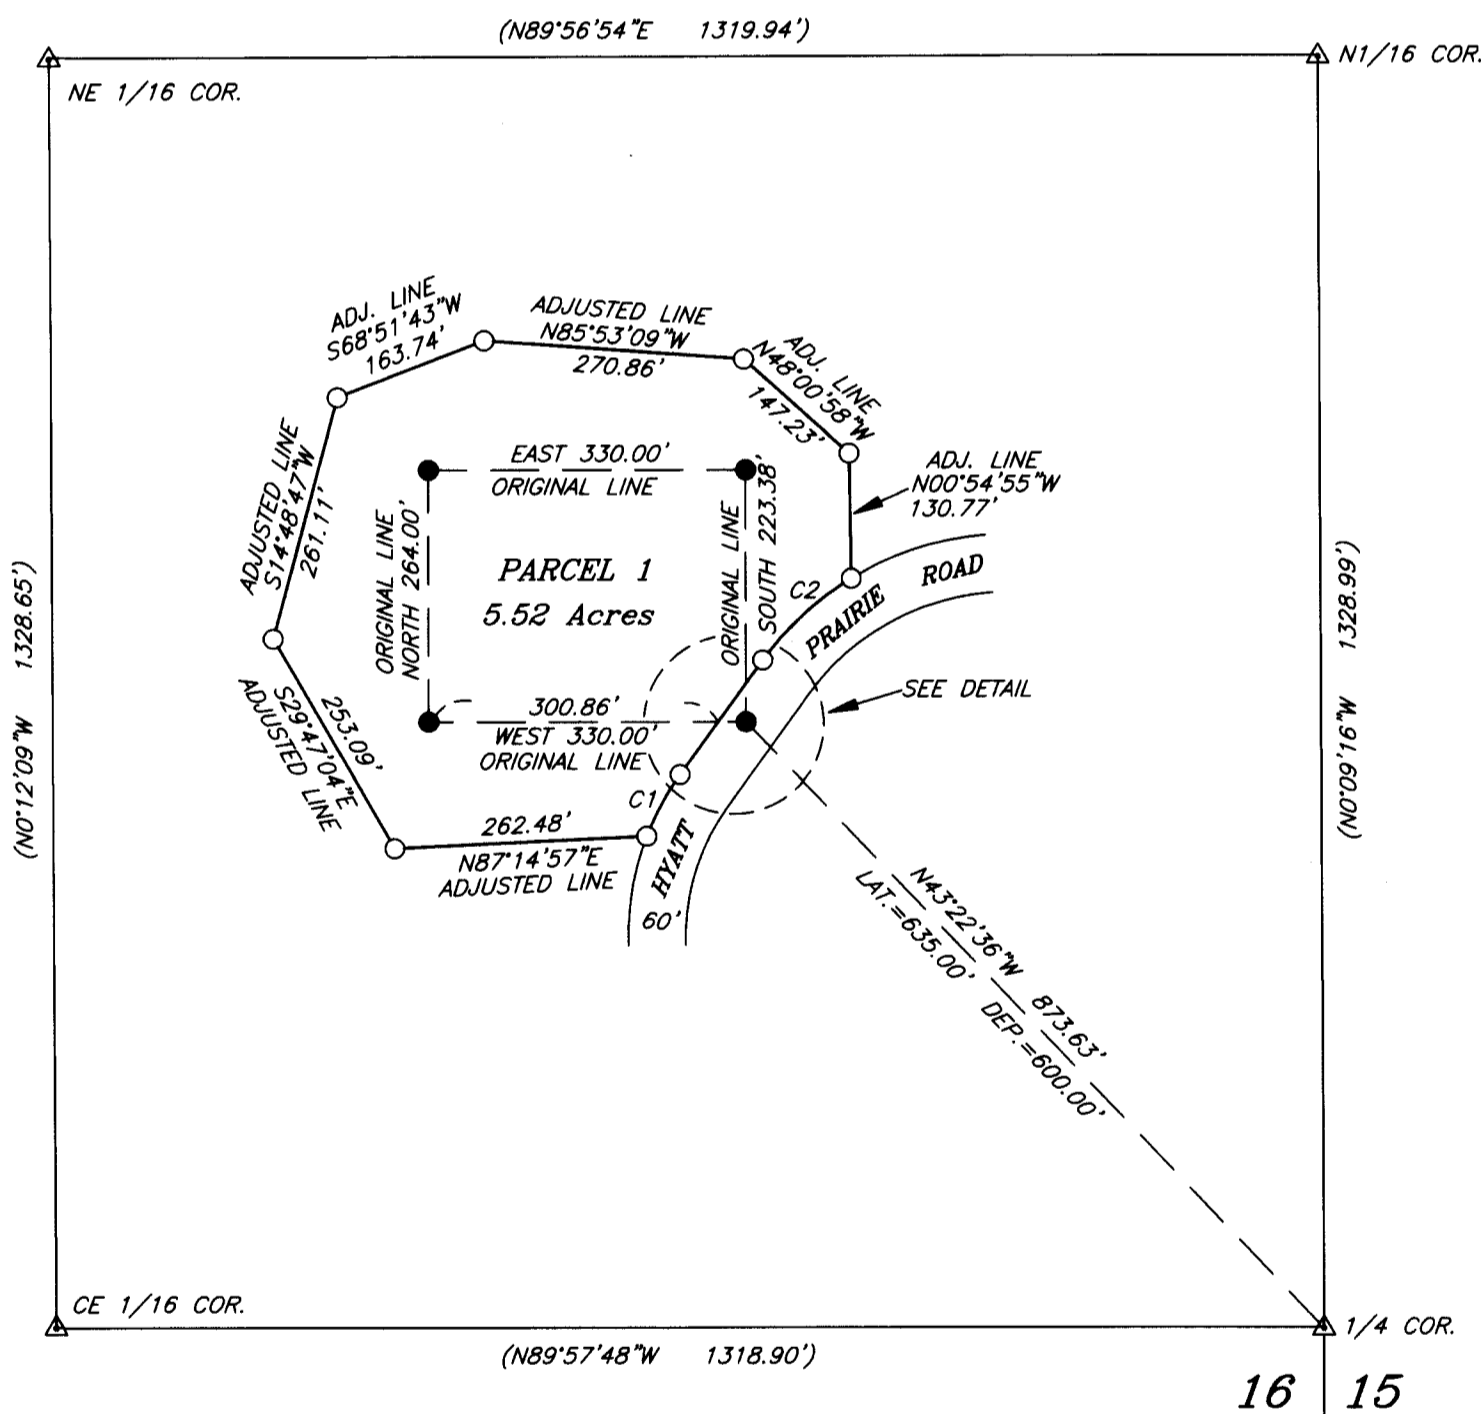 (N89°56'54"E 1319.94')
N1/16 COR.
NE 1/16 COR.
ADJ. LINE
S68°51'43"W
163.74'
ADJUSTED LINE
N85°53'09"W
270.86'
ADJ. LINE
N48°00'58"W
147.23'
ADJ. LINE
N00°54'55"W
130.77'
ADJUSTED LINE
S14°48'47"W
261.11'
EAST 330.00'
ORIGINAL LINE
ORIGINAL LINE
NORTH 264.00'
PARCEL 1
5.52 Acres
ORIGINAL LINE
SOUTH 223.38'
C2
HYATT PRAIRIE ROAD
SEE DETAIL
(N0°12'09"W 1328.65')
(N0°09'16"W 1328.99')
300.86'
WEST 330.00'
ORIGINAL LINE
253.09'
S29°47'04"E
ADJUSTED LINE
C1
262.48'
N87°14'57"E
ADJUSTED LINE
60'
N43°22'36"W 873.63'
LAT.=635.00' DEP.=600.00'
CE 1/16 COR.
1/4 COR.
(N89°57'48"W 1318.90')
16 15